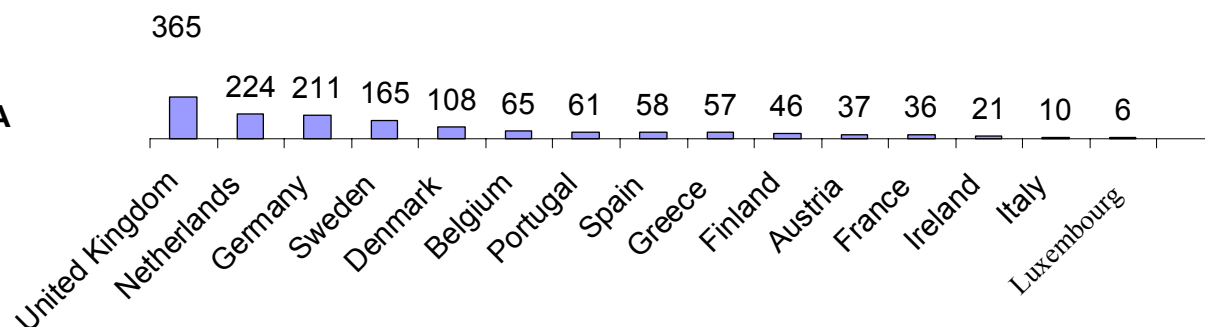 365
224 211 165 108 65 61 58 57 46 37 36 21 10 6
A
United Kingdom
Netherlands
Germany
Sweden
Denmark
Belgium
Portugal
Spain
Greece
Finland
Austria
France
Ireland
Italy
Luxembourg